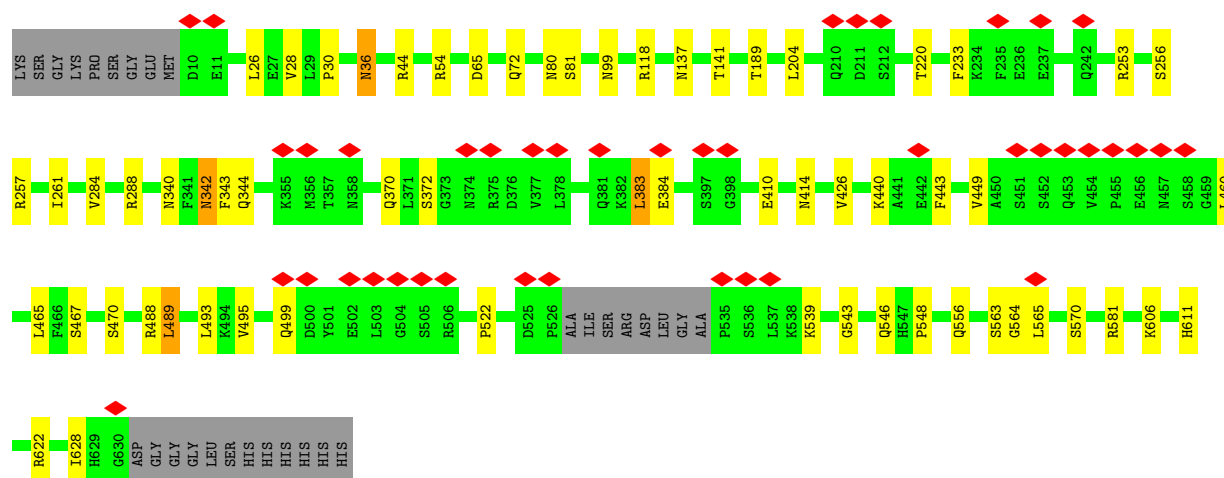 LYS SER GLY LYS PRO SER GLY GLU MET D10 E11 L26 E27 V28 L29 P30 N36 R44 R54 D65 Q72 N80 S81 N99 R118 N137 T141 T189 L204 Q210 D211 S212 T220 F233 K234 F235 E236 E237 Q242 R253 S256
R257 I261 V284 R288 N340 F341 N342 F343 Q344 K355 M356 T357 N358 Q370 L371 S372 G373 N374 R375 D376 V377 L378 Q381 K382 L383 E384 S397 G398 E410 N414 V426 K440 A441 E442 F443 V449 A450 S451 S452 Q453 V454 P455 E456 N457 S458 G459 L460
L465 F466 S467 S470 R488 L489 L493 K494 V495 Q499 D500 Y501 E502 L503 G504 S505 R506 P522 D525 P526 ALA ILE SER ARG ASP LEU GLY ALA P535 S536 L537 K538 K539 G543 Q546 H547 P548 Q556 S563 G564 L565 S570 R581 K606 H611
R622 I628 H629 G630 ASP GLY GLY GLY LEU SER HIS HIS HIS HIS HIS HIS